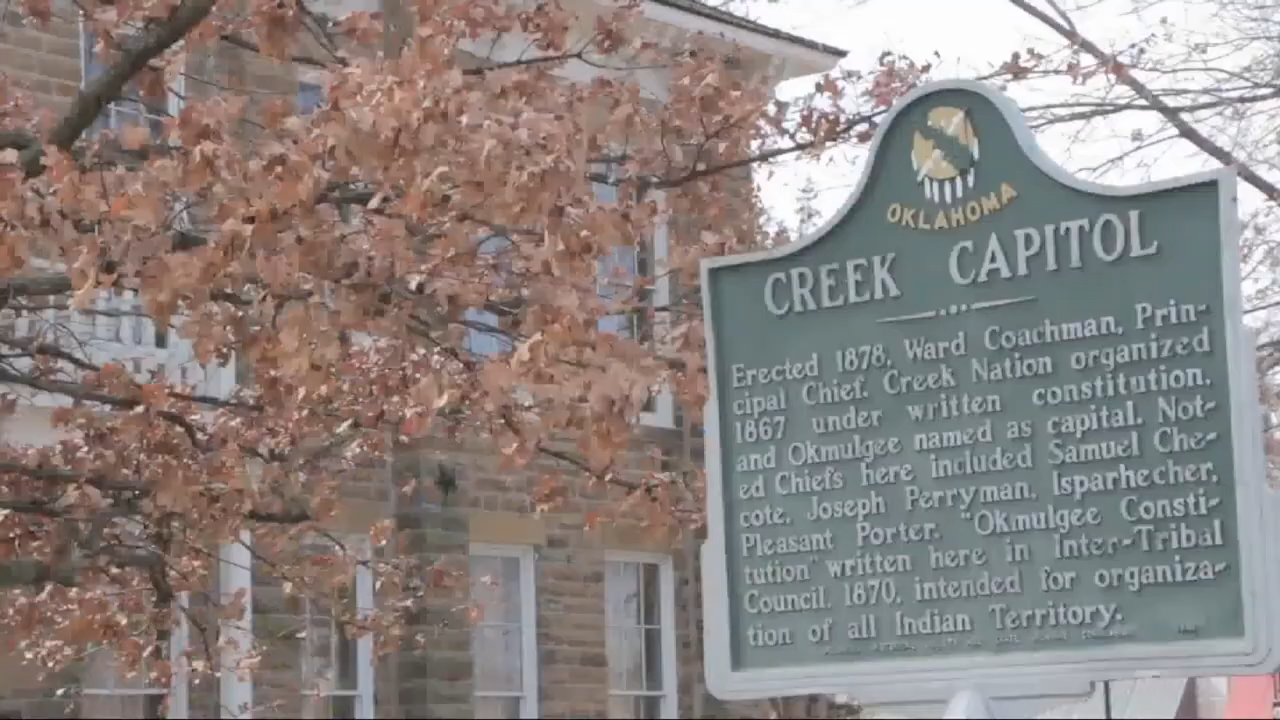 OKLAHOMA
CREEK CAPITOL
Erected 1878, Ward Coachman, Prin-
cipal Chief. Creek Nation organized
1867 under written constitution,
and Okmulgee named as capital. Not-
ed Chiefs here included Samuel Che-
cote, Joseph Perryman, Isparhecher,
Pleasant Porter. "Okmulgee Consti-
tution" written here in Inter-Tribal
Council, 1870, intended for organiza-
tion of all Indian Territory.